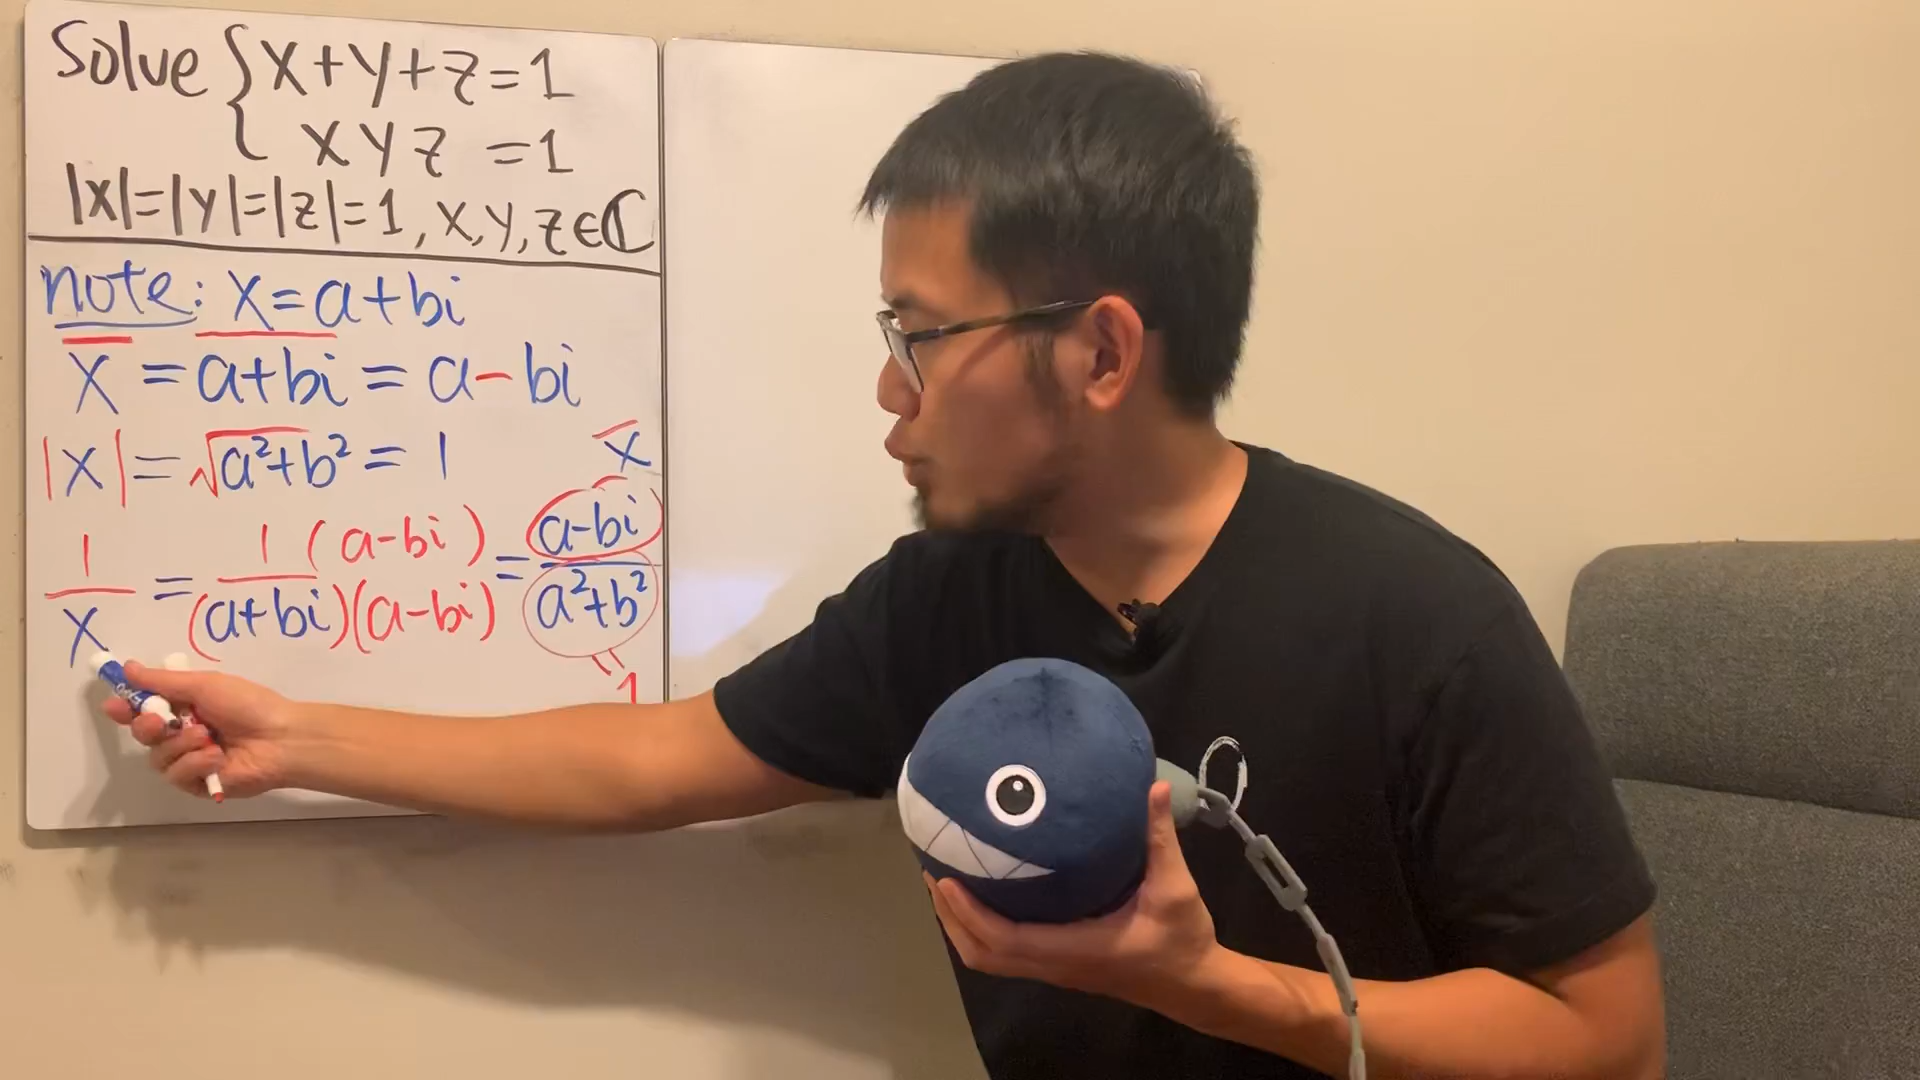 Solve { x+y+z=1
xyz =1
|x|=|y|=|z|=1, x,y,z∈ℂ
note: x=a+bi
x̅ = a+bi̅ = a-bi
|x|=√a²+b² = 1
x̅
1/x = 1(a-bi)/(a+bi)(a-bi) = a-bi/a²+b²
1
EXPO